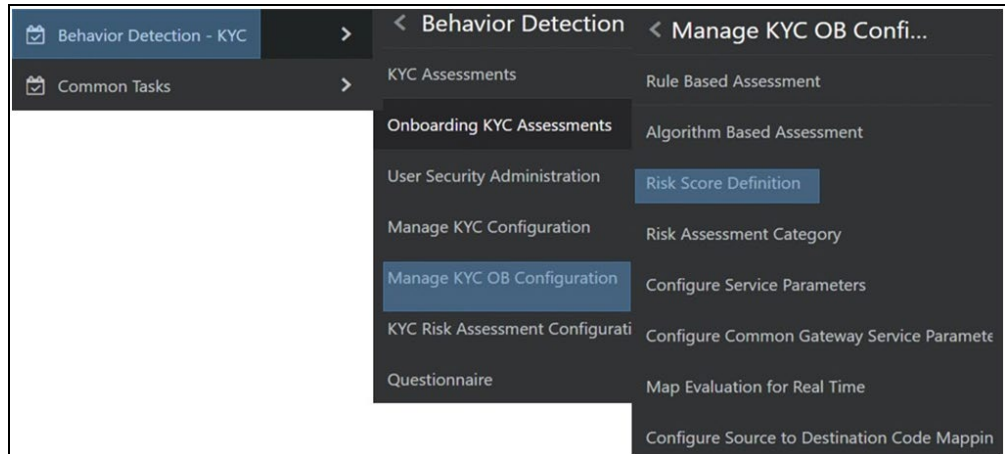 Behavior Detection - KYC
Common Tasks
Behavior Detection
KYC Assessments
Onboarding KYC Assessments
User Security Administration
Manage KYC Configuration
Manage KYC OB Configuration
KYC Risk Assessment Configurati
Questionnaire
Manage KYC OB Confi...
Rule Based Assessment
Algorithm Based Assessment
Risk Score Definition
Risk Assessment Category
Configure Service Parameters
Configure Common Gateway Service Paramete
Map Evaluation for Real Time
Configure Source to Destination Code Mappin